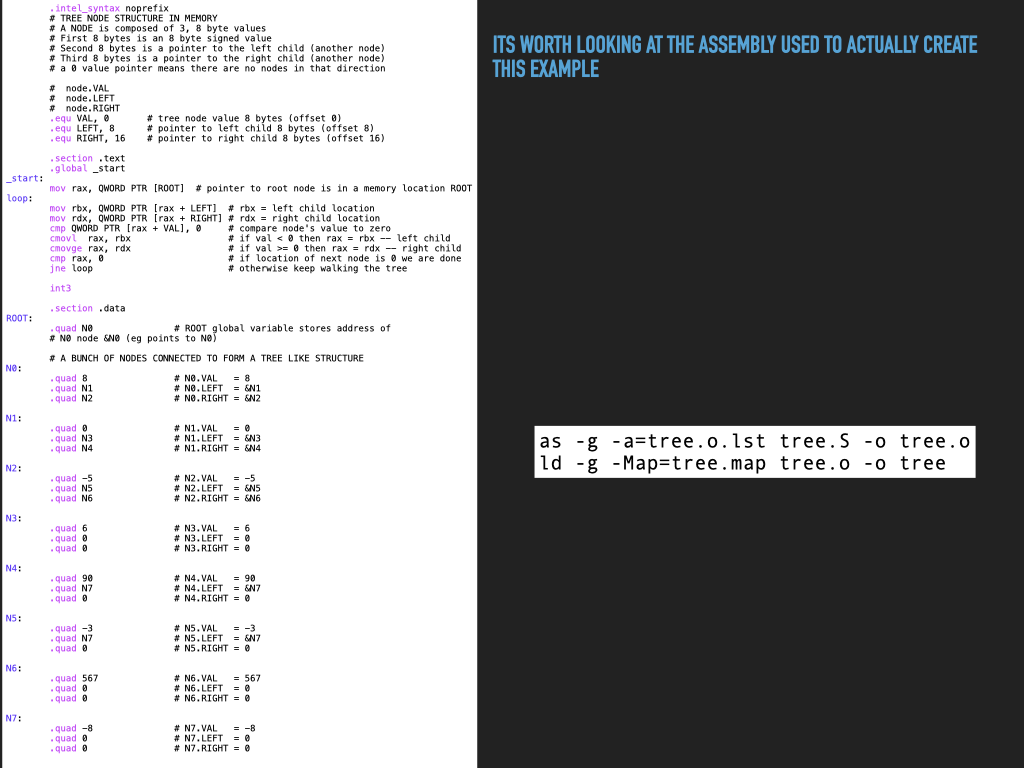 .intel_syntax noprefix
# TREE NODE STRUCTURE IN MEMORY
# A NODE is composed of 3, 8 byte values
# First 8 bytes is an 8 byte signed value
# Second 8 bytes is a pointer to the left child (another node)
# Third 8 bytes is a pointer to the right child (another node)
# a 0 value pointer means there are no nodes in that direction
#  node.VAL
#  node.LEFT
#  node.RIGHT
.equ VAL, 0      # tree node value 8 bytes (offset 0)
.equ LEFT, 8     # pointer to left child 8 bytes (offset 8)
.equ RIGHT, 16   # pointer to right child 8 bytes (offset 16)
.section .text
.global _start
_start:
mov rax, QWORD PTR [ROOT]  # pointer to root node is in a memory location ROOT
loop:
mov rbx, QWORD PTR [rax + LEFT]  # rbx = left child location
mov rdx, QWORD PTR [rax + RIGHT] # rdx = right child location
cmp QWORD PTR [rax + VAL], 0     # compare node's value to zero
cmovl  rax, rbx                  # if val < 0 then rax = rbx -- left child
cmovge rax, rdx                  # if val >= 0 then rax = rdx -- right child
cmp rax, 0                       # if location of next node is 0 we are done
jne loop                         # otherwise keep walking the tree
int3
.section .data
ROOT:
.quad N0               # ROOT global variable stores address of
# N0 node &N0 (eg points to N0)
# A BUNCH OF NODES CONNECTED TO FORM A TREE LIKE STRUCTURE
N0:
.quad 8                # N0.VAL   = 8
.quad N1               # N0.LEFT  = &N1
.quad N2               # N0.RIGHT = &N2
N1:
.quad 0                # N1.VAL   = 0
.quad N3               # N1.LEFT  = &N3
.quad N4               # N1.RIGHT = &N4
N2:
.quad -5               # N2.VAL   = -5
.quad N5               # N2.LEFT  = &N5
.quad N6               # N2.RIGHT = &N6
N3:
.quad 6                # N3.VAL   = 6
.quad 0                # N3.LEFT  = 0
.quad 0                # N3.RIGHT = 0
N4:
.quad 90               # N4.VAL   = 90
.quad N7               # N4.LEFT  = &N7
.quad 0                # N4.RIGHT = 0
N5:
.quad -3               # N5.VAL   = -3
.quad N7               # N5.LEFT  = &N7
.quad 0                # N5.RIGHT = 0
N6:
.quad 567              # N6.VAL   = 567
.quad 0                # N6.LEFT  = 0
.quad 0                # N6.RIGHT = 0
N7:
.quad -8               # N7.VAL   = -8
.quad 0                # N7.LEFT  = 0
.quad 0                # N7.RIGHT = 0
ITS WORTH LOOKING AT THE ASSEMBLY USED TO ACTUALLY CREATE
THIS EXAMPLE
as -g -a=tree.o.lst tree.S -o tree.o
ld -g -Map=tree.map tree.o -o tree